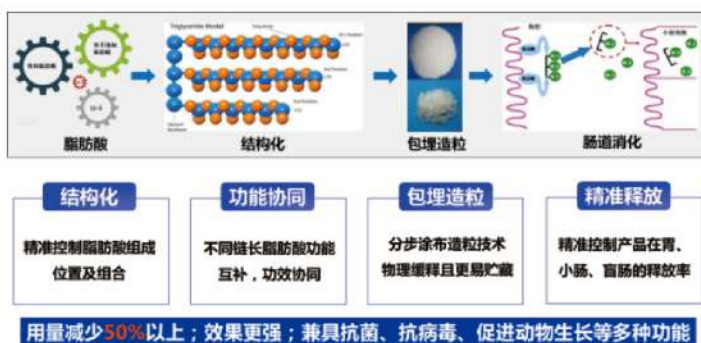 Triglyceride Model
脂肪酸
结构化
包埋造粒
肠道消化
结构化
功能协同
包埋造粒
精准释放
精准控制脂肪酸组成
位置及组合
不同链长脂肪酸功能
互补，功效协同
分步涂布造粒技术
物理缓释且更易贮藏
精准控制产品在胃、
小肠、盲肠的释放率
用量减少50%以上；效果更强；兼具抗菌、抗病毒、促进动物生长等多种功能